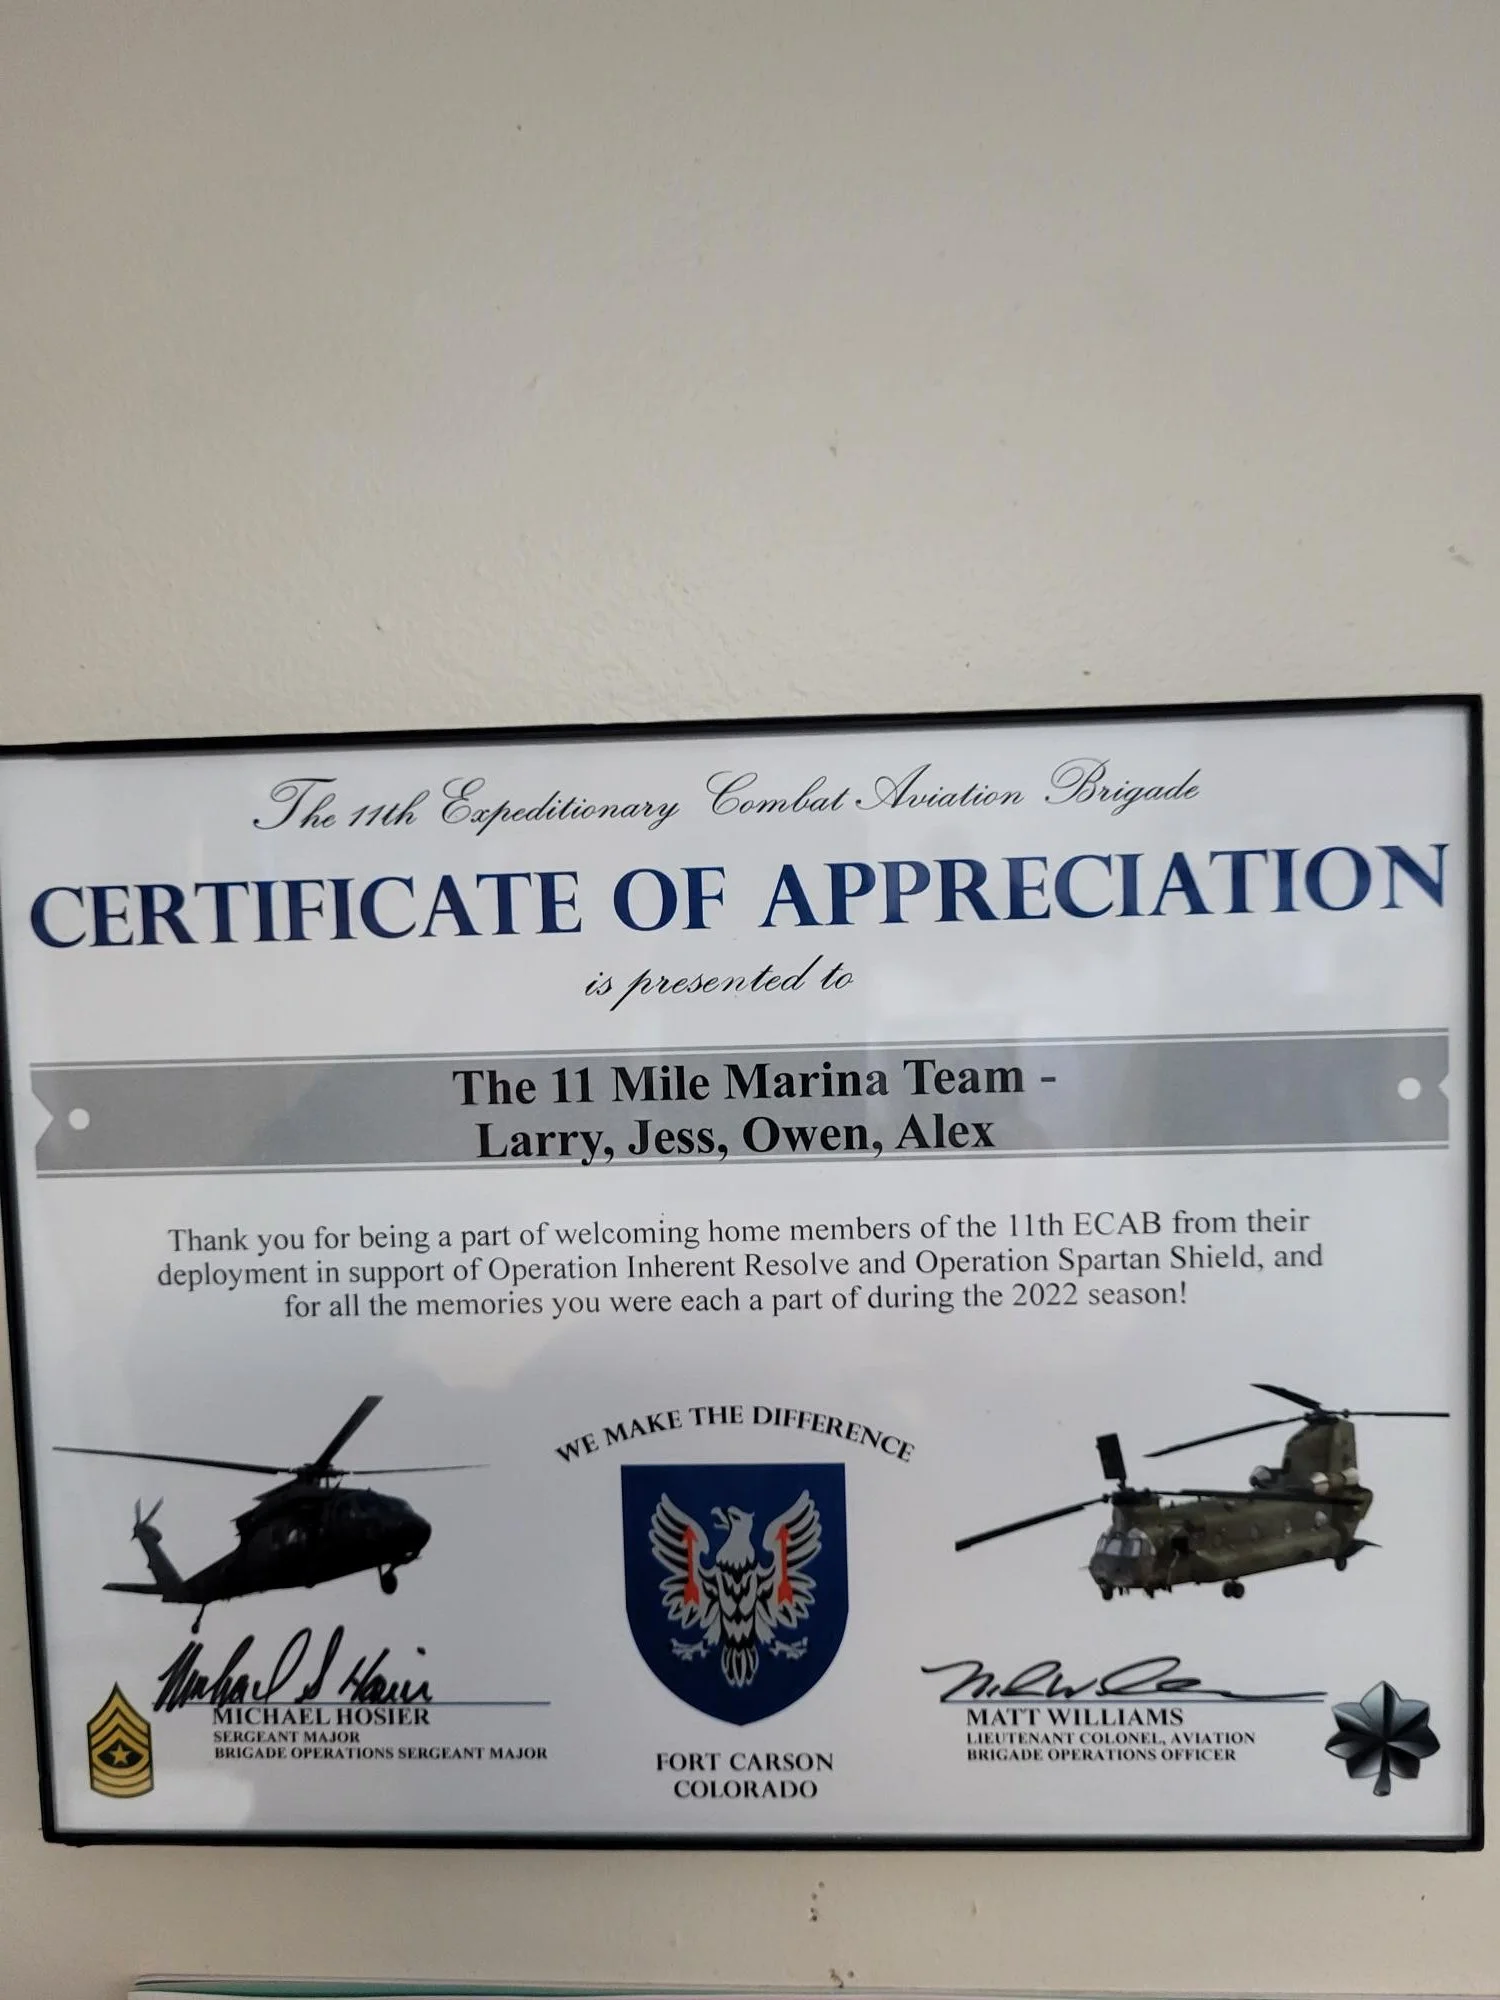 The 11th Expeditionary Combat Aviation Brigade
CERTIFICATE OF APPRECIATION
is presented to
The 11 Mile Marina Team -
Larry, Jess, Owen, Alex
Thank you for being a part of welcoming home members of the 11th ECAB from their
deployment in support of Operation Inherent Resolve and Operation Spartan Shield, and
for all the memories you were each a part of during the 2022 season!
WE MAKE THE DIFFERENCE
Michael S Hosier
MICHAEL HOSIER
SERGEANT MAJOR
BRIGADE OPERATIONS SERGEANT MAJOR
FORT CARSON
COLORADO
MATT WILLIAMS
LIEUTENANT COLONEL, AVIATION
BRIGADE OPERATIONS OFFICER